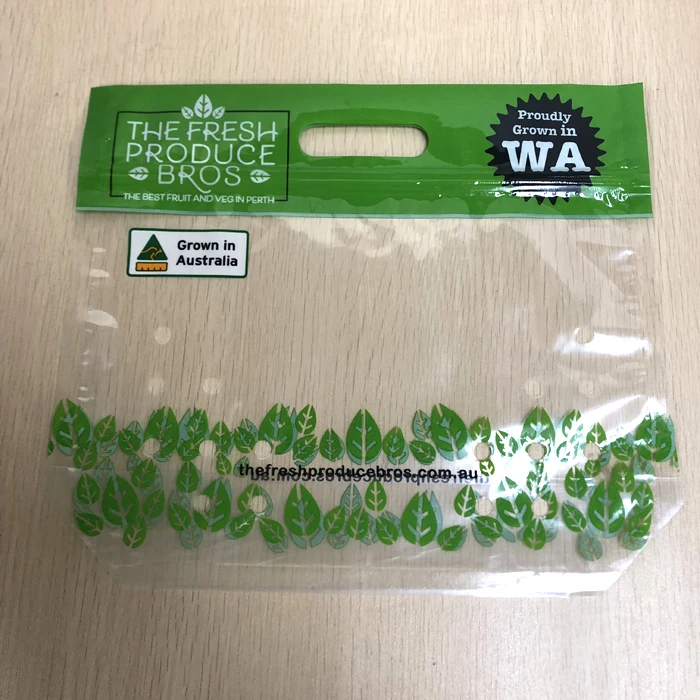 THE FRESH
PRODUCE
BROS
THE BEST FRUIT AND VEG IN PERTH
Proudly
Grown in
WA
Grown in
Australia
thefreshproducebros.com.au